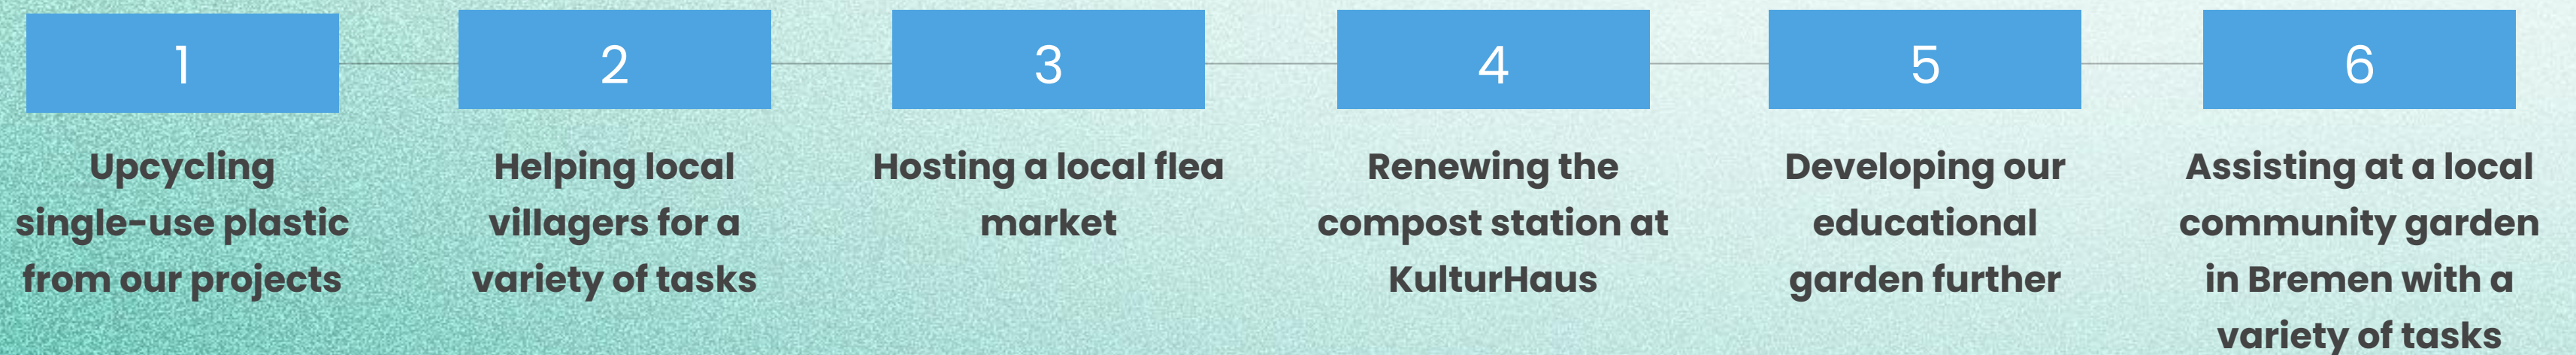 1
Upcycling
single-use plastic
from our projects
2
Helping local
villagers for a
variety of tasks
3
Hosting a local flea
market
4
Renewing the
compost station at
KulturHaus
5
Developing our
educational
garden further
6
Assisting at a local
community garden
in Bremen with a
variety of tasks